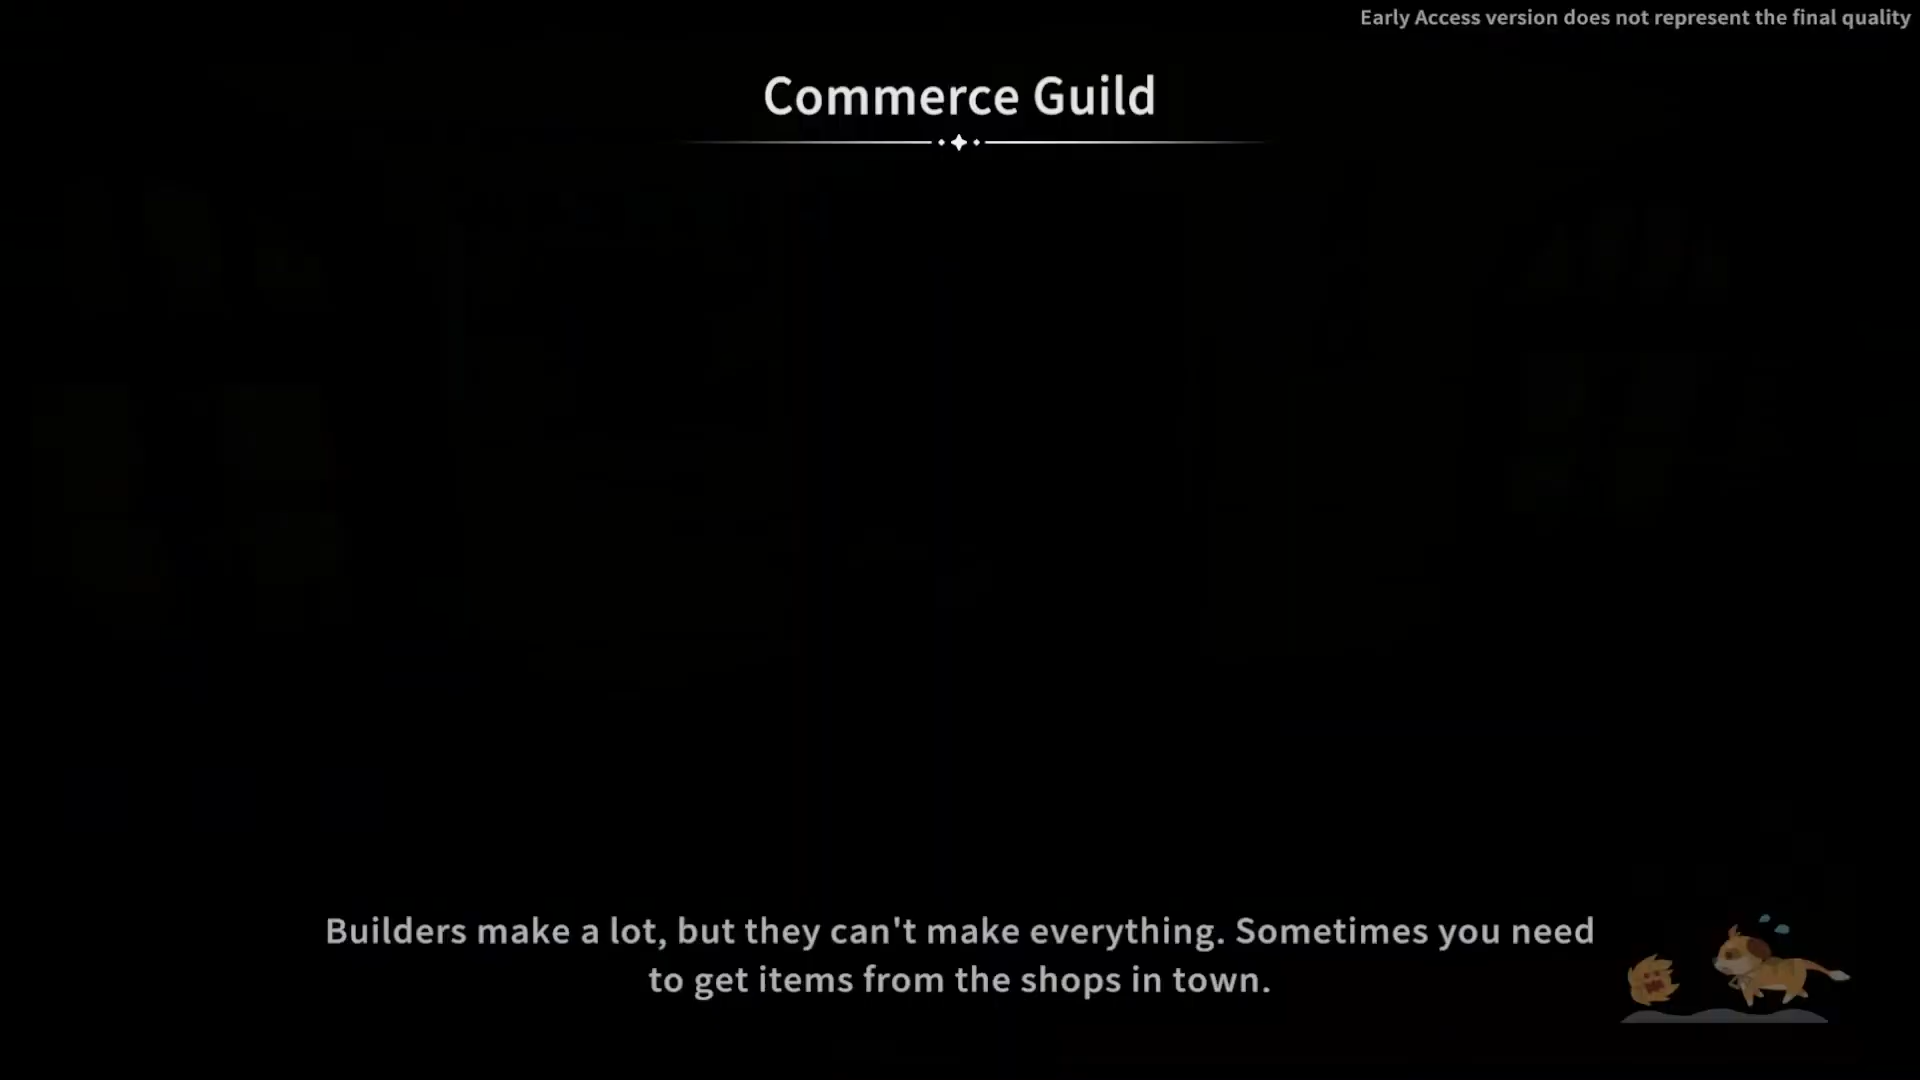 Early Access version does not represent the final quality
Commerce Guild
Builders make a lot, but they can't make everything. Sometimes you need
to get items from the shops in town.